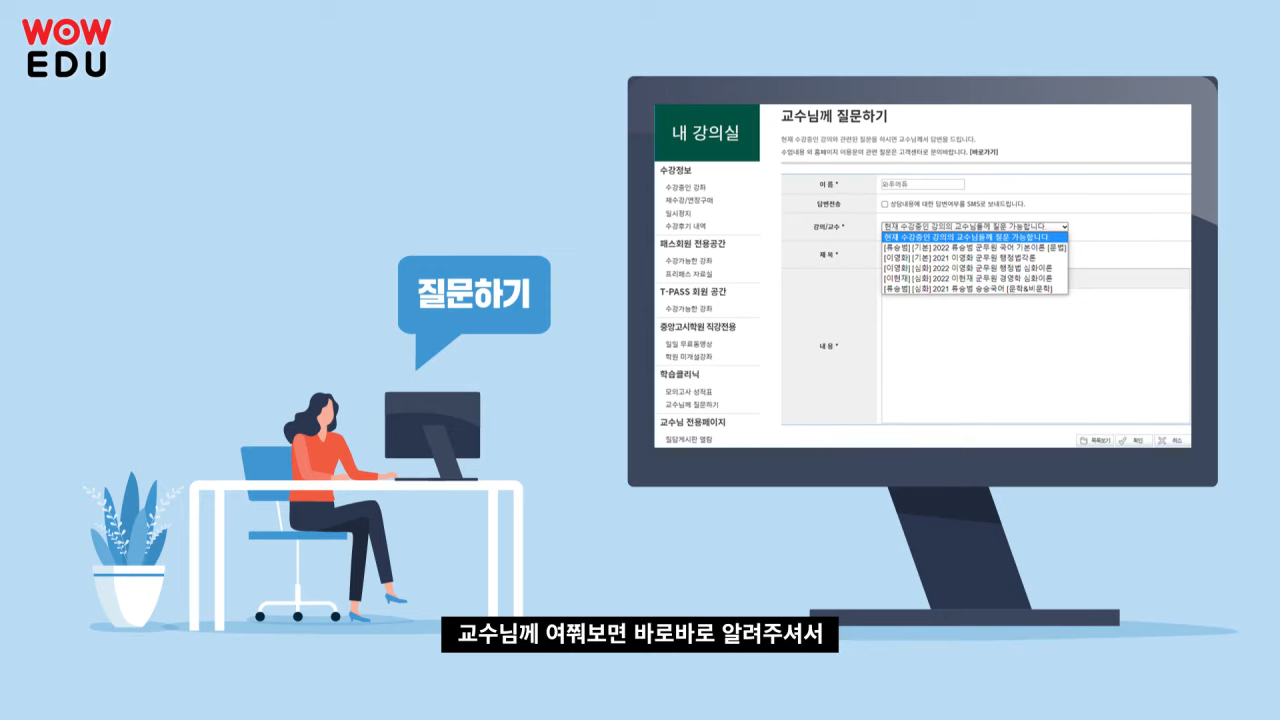 WOW
EDU
내 강의실
수강정보
수강중인 강좌
재수강/연장구매
일시정지
수강후기 내역
패스회원 전용공간
수강가능한 강좌
프리패스 자료실
T-PASS 회원 공간
수강가능한 강좌
중앙고시학원 직강전용
일일 무료동영상
학원 미개설강좌
학습클리닉
모의고사 성적표
교수님께 질문하기
교수님 전용페이지
질답게시판 열람
교수님께 질문하기
현재 수강중인 강의와 관련된 질문을 하시면 교수님께서 답변을 드립니다.
수업내용 외 홈페이지 이용문의 관련 질문은 고객센터로 문의바랍니다. [바로가기]
이 름 *
와우에듀
답변전송
상담내용에 대한 답변여부를 SMS로 보내드립니다.
강의/교수 *
현재 수강중인 강의의 교수님들께 질문 가능합니다
현재 수강중인 강의의 교수님들께 질문 가능합니다
[류승범] [기본] 2022 류승범 군무원 국어 기본이론 [문법]
[이영화] [기본] 2021 이영화 군무원 행정법각론
[이영화] [심화] 2022 이영화 군무원 행정법 심화이론
[이현재] [심화] 2022 이현재 군무원 경영학 심화이론
[류승범] [심화] 2021 류승범 승승국어 [문학&비문학]
제 목 *
내 용 *
목록보기
확인
취소
질문하기
교수님께 여쭤보면 바로바로 알려주셔서